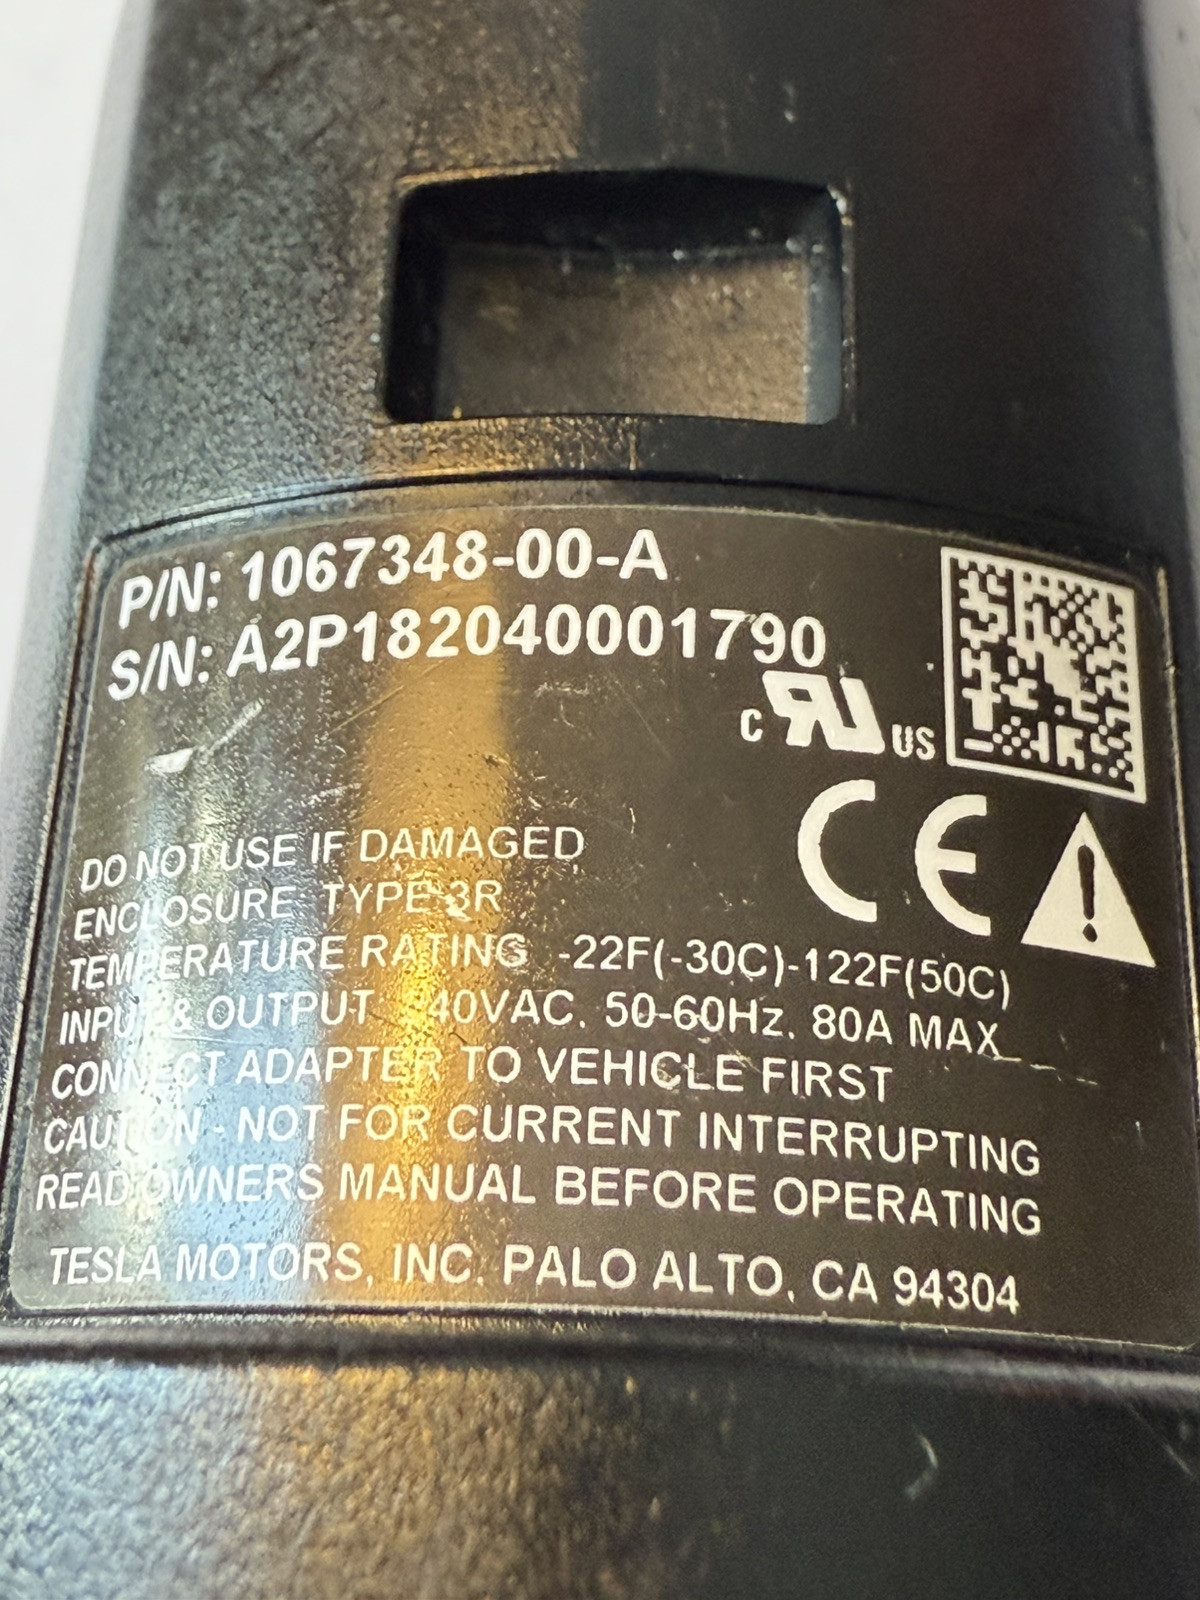 P/N: 1067348-00-A
S/N: A2P182040001790
c RU US
CE
DO NOT USE IF DAMAGED
ENCLOSURE TYPE 3R
TEMPERATURE RATING -22F(-30C)-122F(50C)
INPUT & OUTPUT: 50-60Hz, 80A MAX
CONNECT ADAPTER TO VEHICLE FIRST
CAUTION - NOT FOR CURRENT INTERRUPTING
READ OWNERS MANUAL BEFORE OPERATING
TESLA MOTORS, INC. PALO ALTO, CA 94304